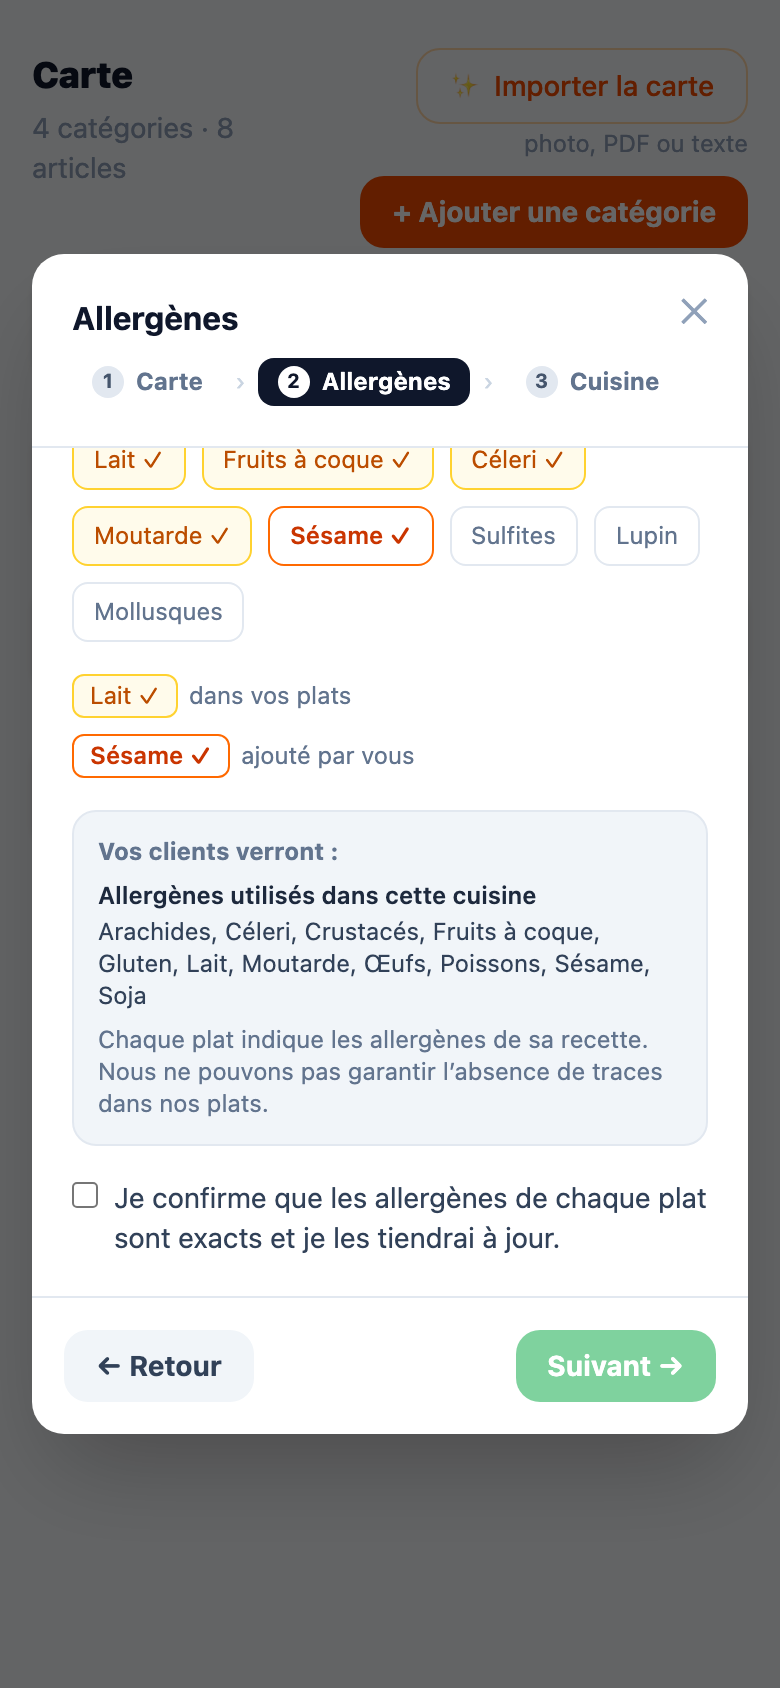 Carte
4 catégories · 8
articles
✨ Importer la carte
photo, PDF ou texte
+ Ajouter une catégorie
Allergènes
1 Carte › 2 Allergènes › 3 Cuisine
Lait ✓ Fruits à coque ✓ Céleri ✓
Moutarde ✓ Sésame ✓ Sulfites Lupin
Mollusques
Lait ✓ dans vos plats
Sésame ✓ ajouté par vous
Vos clients verront :
Allergènes utilisés dans cette cuisine
Arachides, Céleri, Crustacés, Fruits à coque,
Gluten, Lait, Moutarde, Œufs, Poissons, Sésame,
Soja
Chaque plat indique les allergènes de sa recette.
Nous ne pouvons pas garantir l’absence de traces
dans nos plats.
Je confirme que les allergènes de chaque plat
sont exacts et je les tiendrai à jour.
← Retour
Suivant →